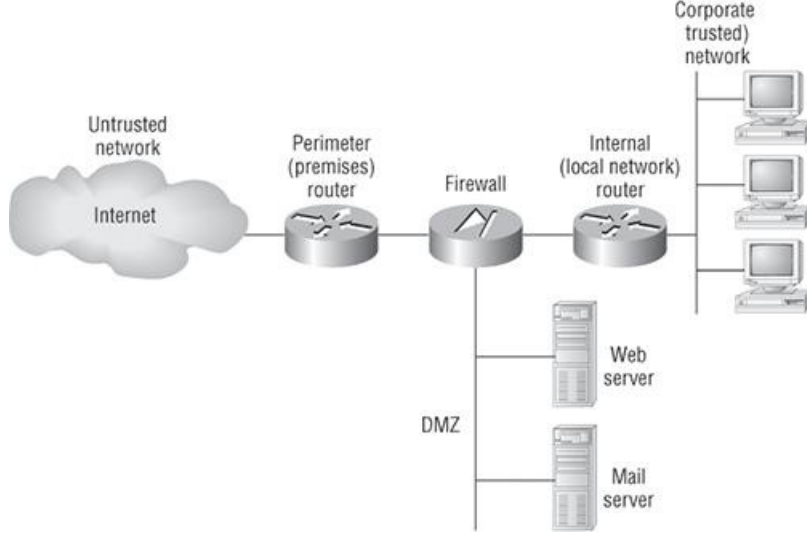 Corporate
trusted)
network
Untrusted
network
Internet
Perimeter
(premises)
router
Firewall
Internal
(local network)
router
Web
server
DMZ
Mail
server